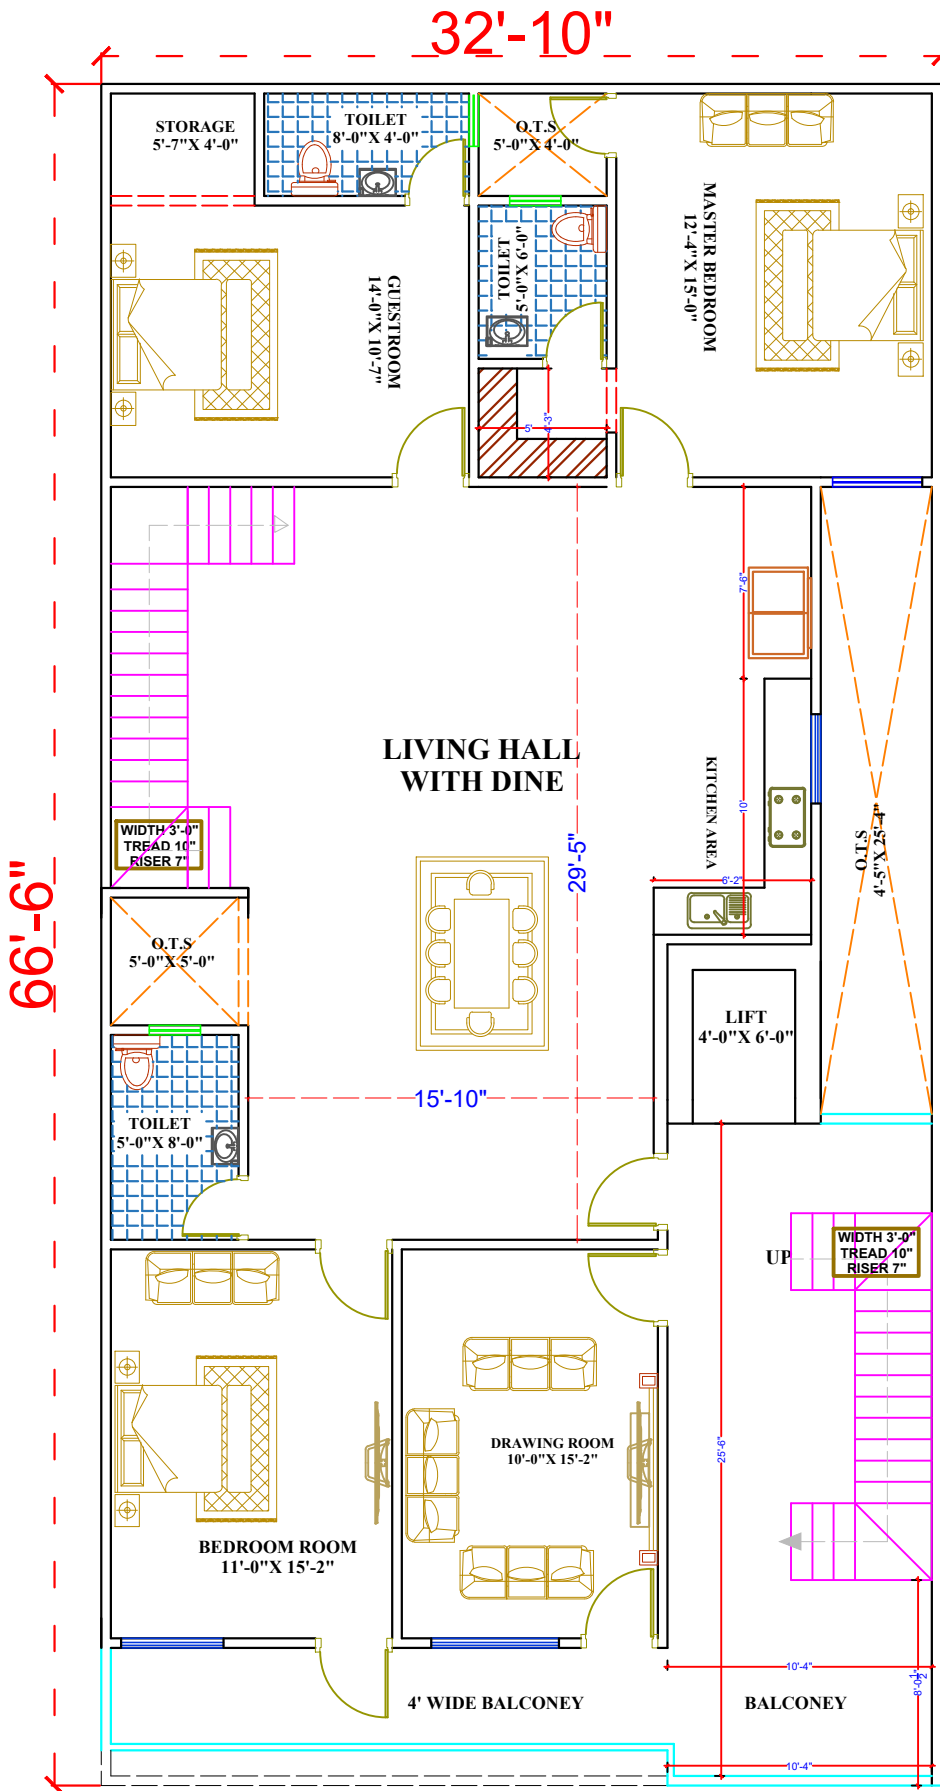 32'-10"
66'-6"
STORAGE
5'-7"X 4'-0"
TOILET
8'-0"X 4'-0"
O.T.S
5'-0"X 4'-0"
GUESTROOM
14'-0"X 10'-7"
TOILET
5'-0"X 6'-0"
MASTER BEDROOM
12'-4"X 15'-0"
5'
4'-3"
7'-6"
LIVING HALL
WITH DINE
KITCHEN AREA
10'
6'-2"
O.T.S
4'-5"X 25'-4"
WIDTH 3'-0"
TREAD 10"
RISER 7"
29'-5"
O.T.S
5'-0"X 5'-0"
LIFT
4'-0"X 6'-0"
15'-10"
TOILET
5'-0"X 8'-0"
UP
WIDTH 3'-0"
TREAD 10"
RISER 7"
25'-6"
DRAWING ROOM
10'-0"X 15'-2"
BEDROOM ROOM
11'-0"X 15'-2"
10'-4"
8'-0 1/2"
4' WIDE BALCONEY
BALCONEY
10'-4"